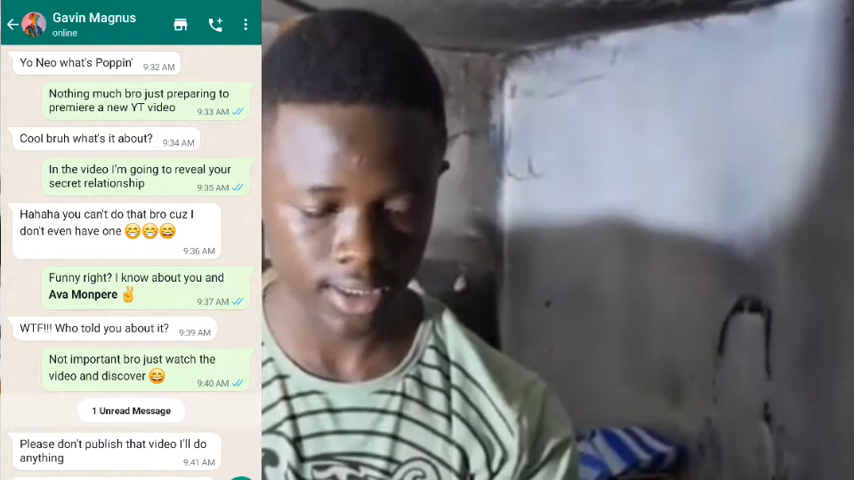 Gavin Magnus
online
Yo Neo what's Poppin'
9:32 AM
Nothing much bro just preparing to
premiere a new YT video
9:33 AM
Cool bruh what's it about?
9:34 AM
In the video I'm going to reveal your
secret relationship
9:35 AM
Hahaha you can't do that bro cuz I
don't even have one 😁😁😄
9:36 AM
Funny right? I know about you and
Ava Monpere ✌
9:37 AM
WTF!!! Who told you about it?
9:39 AM
Not important bro just watch the
video and discover 😄
9:40 AM
1 Unread Message
Please don't publish that video I'll do
anything
9:41 AM